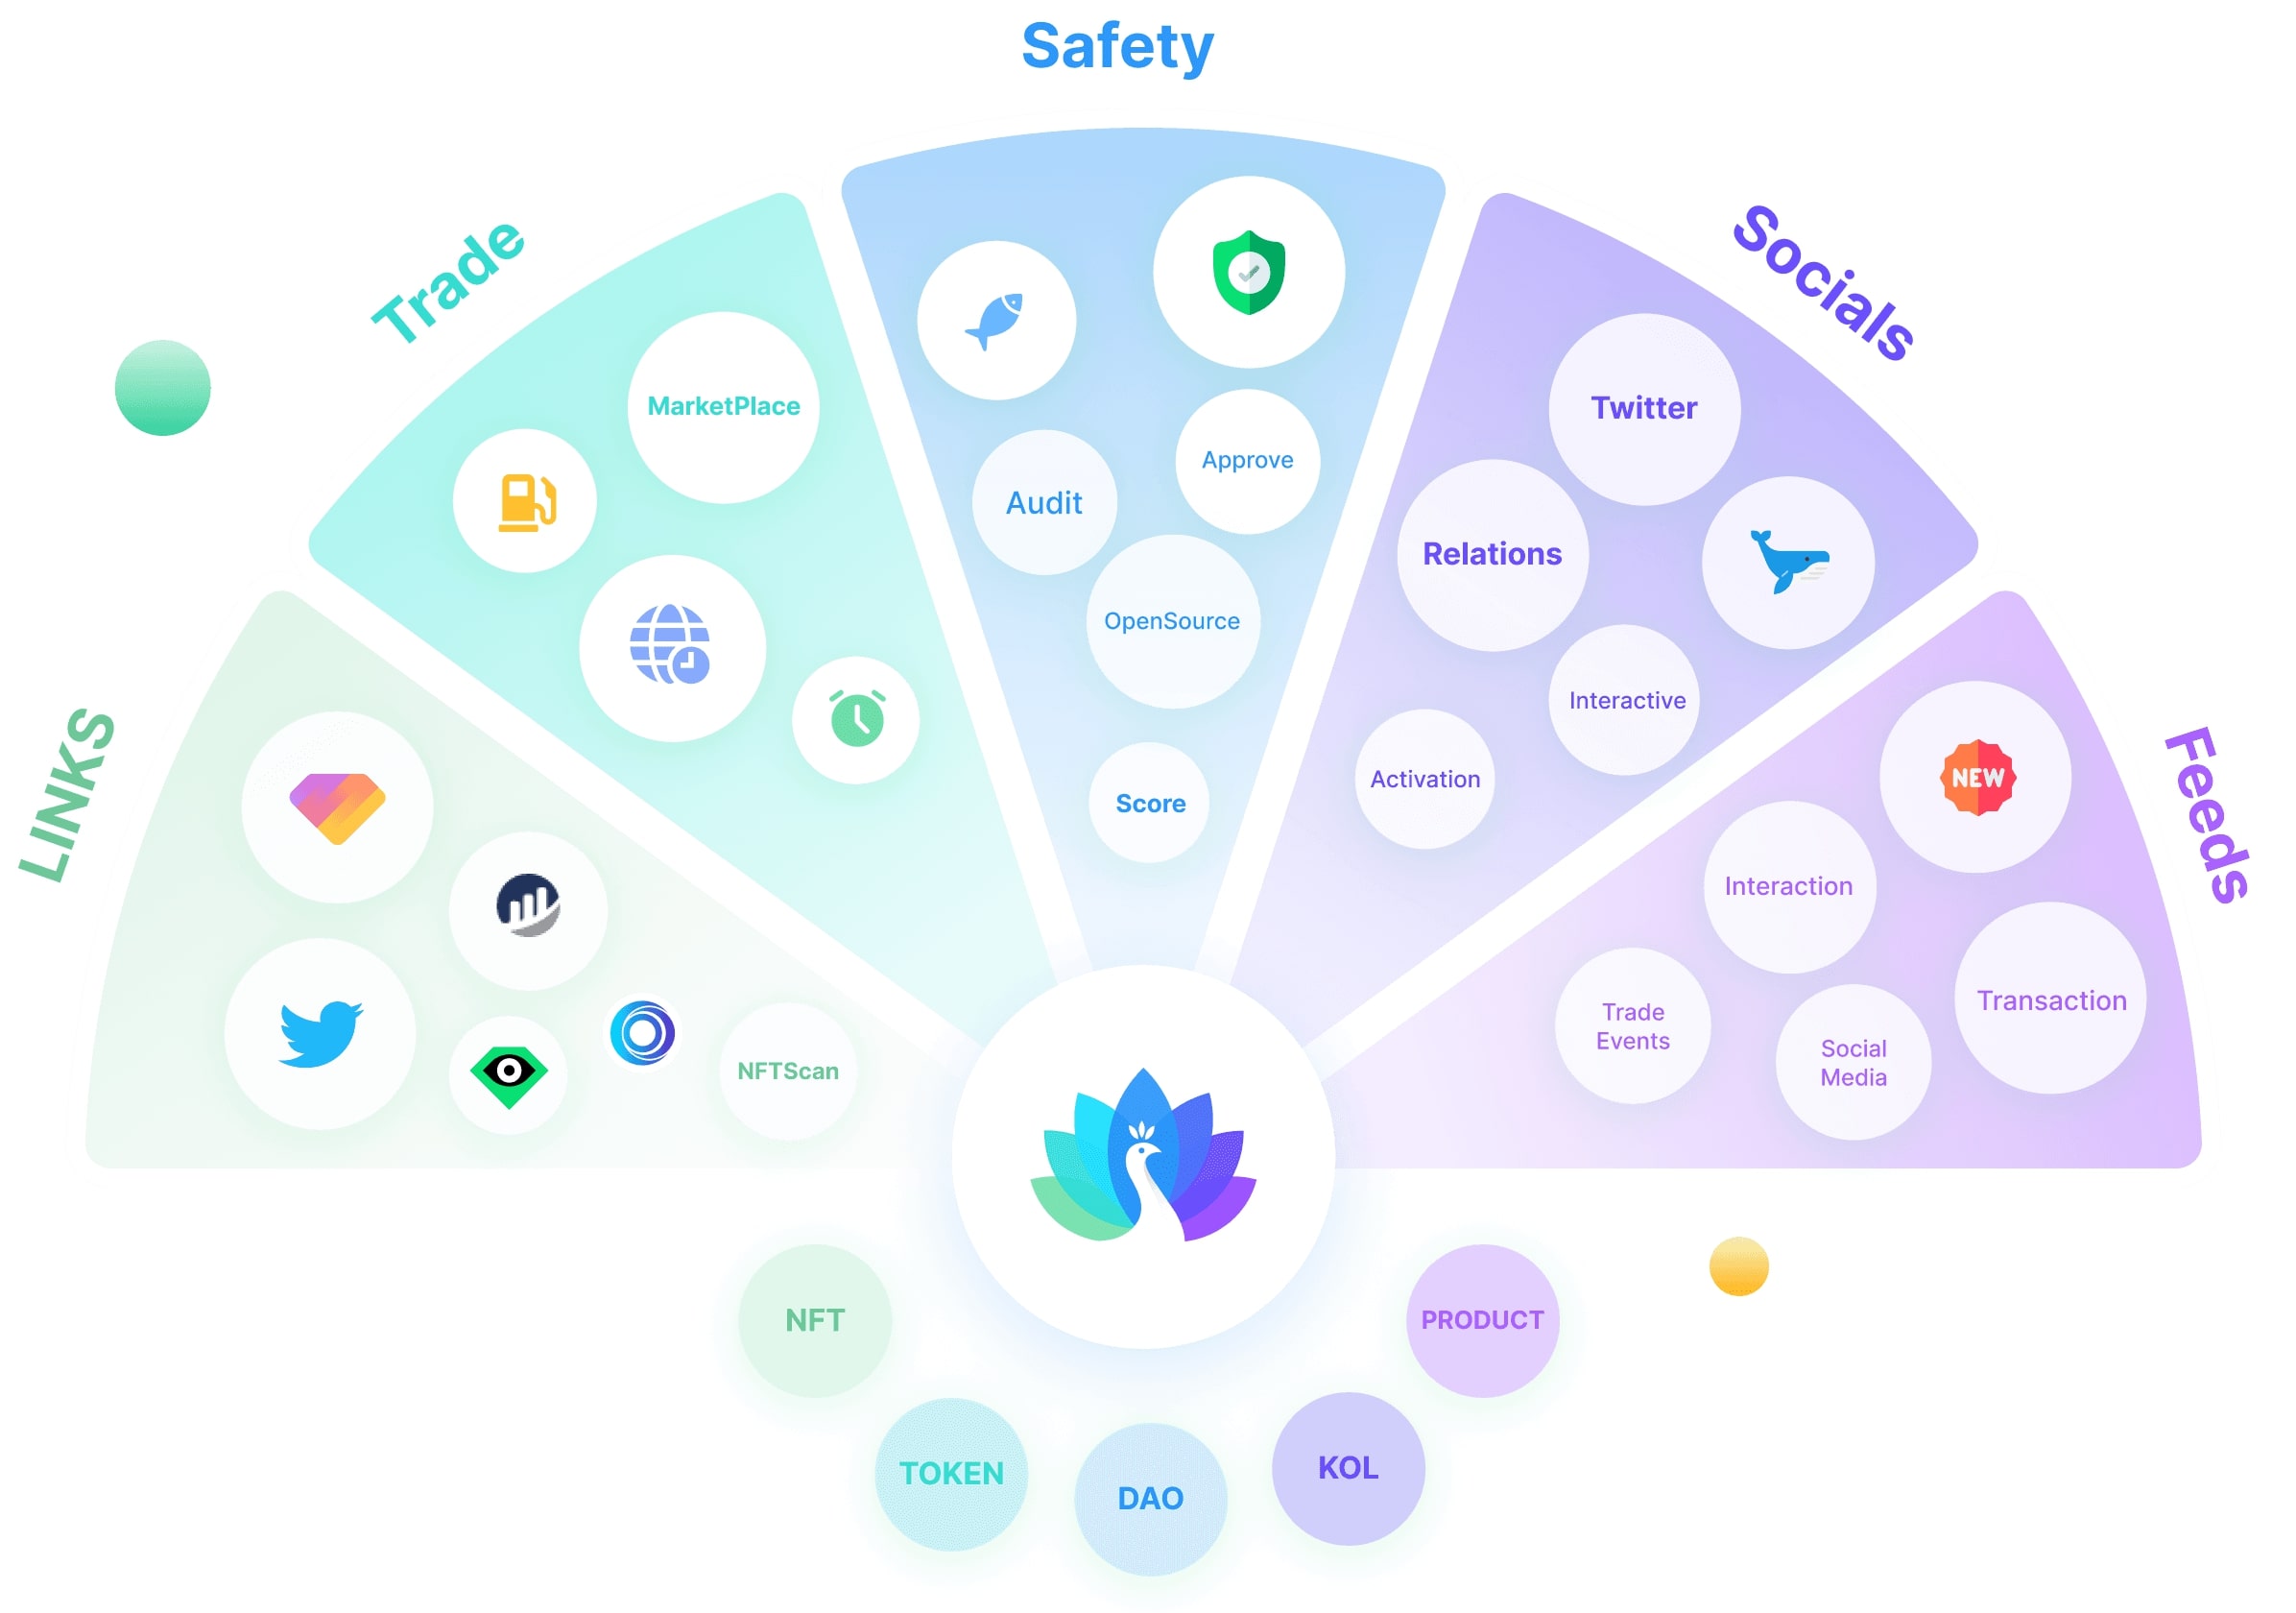 Safety
Trade
Socials
LINKS
Feeds
MarketPlace
Audit
Approve
OpenSource
Score
Twitter
Relations
Interactive
Activation
NEW
Interaction
Transaction
Trade
Events
Social
Media
NFTScan
NFT
TOKEN
DAO
KOL
PRODUCT